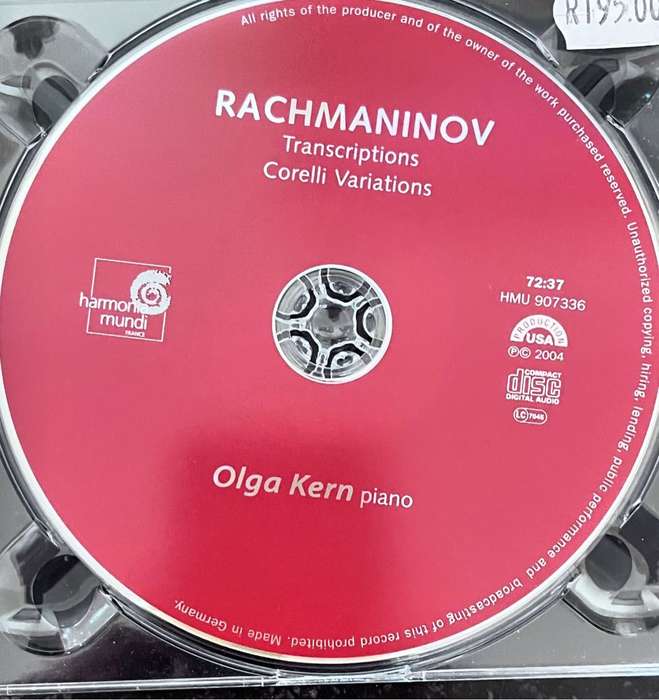 R195.00
All rights of the producer and of the owner of the work purchased reserved. Unauthorized copying, hiring, lending, public performance and broadcasting of this record prohibited. Made in Germany.
RACHMANINOV
Transcriptions
Corelli Variations
harmonia
mundi
FRANCE
72:37
HMU 907336
PRODUCTION
USA
℗© 2004
COMPACT
disc
DIGITAL AUDIO
LC 7045
Olga Kern piano